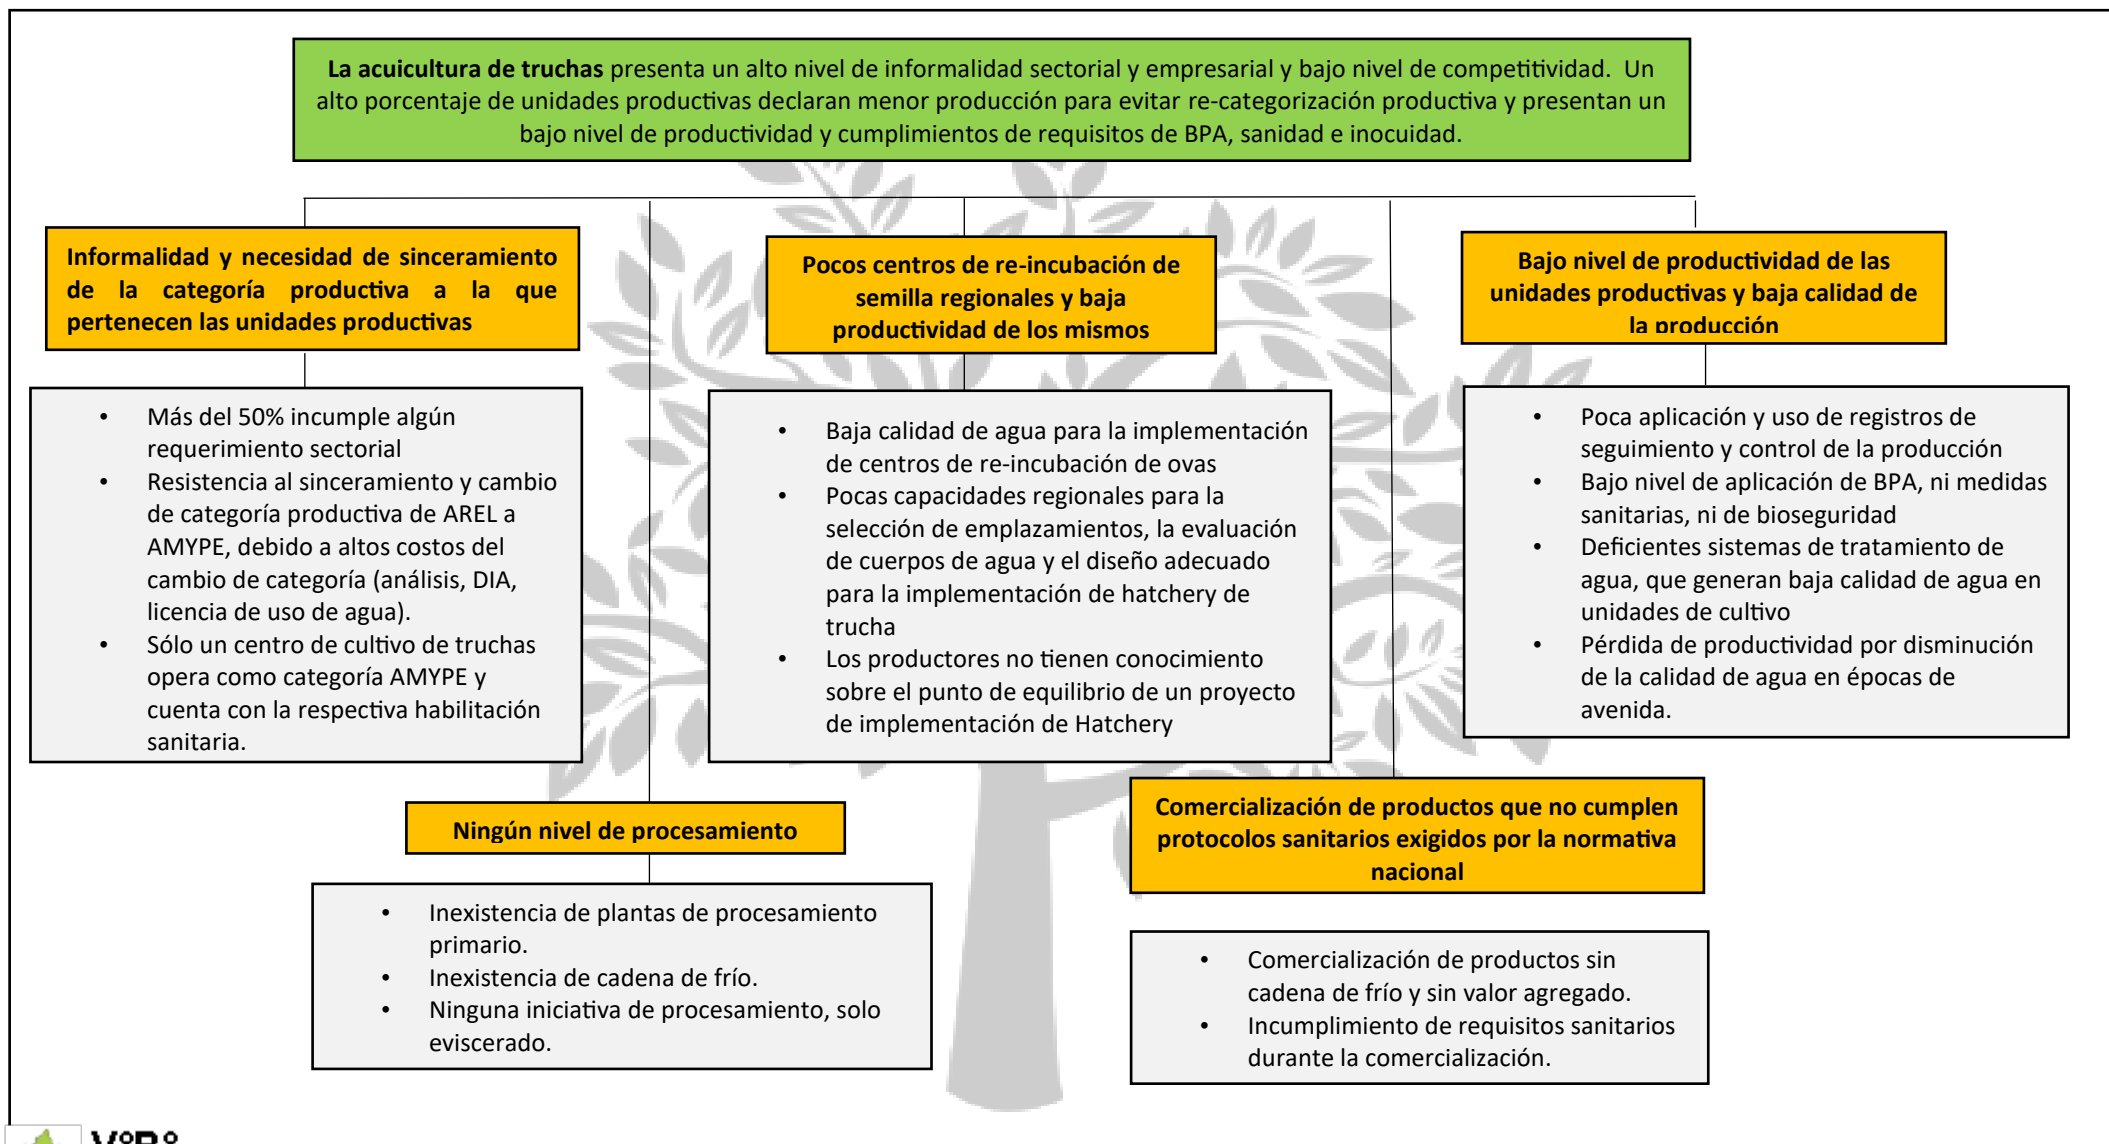 La acuicultura de truchas presenta un alto nivel de informalidad sectorial y empresarial y bajo nivel de competitividad. Un
alto porcentaje de unidades productivas declaran menor producción para evitar re-categorización productiva y presentan un
bajo nivel de productividad y cumplimientos de requisitos de BPA, sanidad e inocuidad.
Informalidad y necesidad de sinceramiento
de la categoría productiva a la que
pertenecen las unidades productivas
• Más del 50% incumple algún
requerimiento sectorial
• Resistencia al sinceramiento y cambio
de categoría productiva de AREL a
AMYPE, debido a altos costos del
cambio de categoría (análisis, DIA,
licencia de uso de agua).
• Sólo un centro de cultivo de truchas
opera como categoría AMYPE y
cuenta con la respectiva habilitación
sanitaria.
Pocos centros de re-incubación de
semilla regionales y baja
productividad de los mismos
• Baja calidad de agua para la implementación
de centros de re-incubación de ovas
• Pocas capacidades regionales para la
selección de emplazamientos, la evaluación
de cuerpos de agua y el diseño adecuado
para la implementación de hatchery de
trucha
• Los productores no tienen conocimiento
sobre el punto de equilibrio de un proyecto
de implementación de Hatchery
Bajo nivel de productividad de las
unidades productivas y baja calidad de
la producción
• Poca aplicación y uso de registros de
seguimiento y control de la producción
• Bajo nivel de aplicación de BPA, ni medidas
sanitarias, ni de bioseguridad
• Deficientes sistemas de tratamiento de
agua, que generan baja calidad de agua en
unidades de cultivo
• Pérdida de productividad por disminución
de la calidad de agua en épocas de
avenida.
Ningún nivel de procesamiento
• Inexistencia de plantas de procesamiento
primario.
• Inexistencia de cadena de frío.
• Ninguna iniciativa de procesamiento, solo
eviscerado.
Comercialización de productos que no cumplen
protocolos sanitarios exigidos por la normativa
nacional
• Comercialización de productos sin
cadena de frío y sin valor agregado.
• Incumplimiento de requisitos sanitarios
durante la comercialización.
V°B°